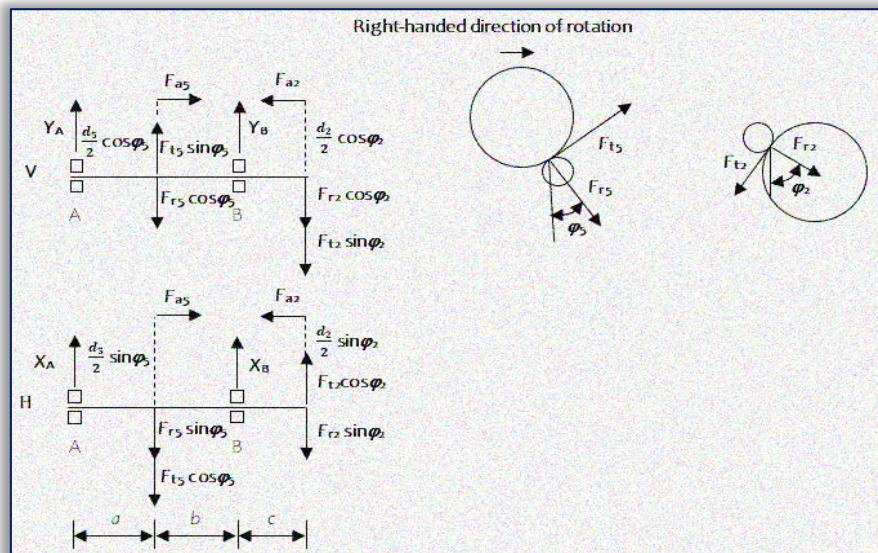 Right-handed direction of rotation
Fa5 Fa2
YA d5/2 cosφ5 Ft5 sinφ5 YB d2/2 cosφ2
V
Fr5 cosφ5 Fr2 cosφ2
A B
Ft2 sinφ2
Ft5
Fr5
φ5
Ft2 Fr2
φ2
Fa5 Fa2
XA d5/2 sinφ5 XB d2/2 sinφ2
Ft2 cosφ2
H
Fr5 sinφ5 Fr2 sinφ2
A B
Ft5 cosφ5
a b c